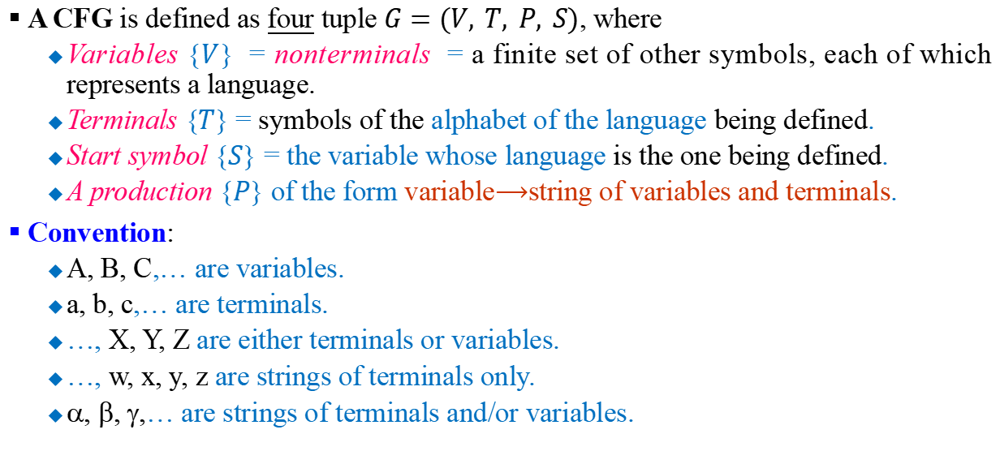 ▪ A CFG is defined as four tuple G = (V, T, P, S), where
◆ Variables {V} = nonterminals = a finite set of other symbols, each of which
represents a language.
◆ Terminals {T} = symbols of the alphabet of the language being defined.
◆ Start symbol {S} = the variable whose language is the one being defined.
◆ A production {P} of the form variable⟶string of variables and terminals.
▪ Convention:
◆ A, B, C,… are variables.
◆ a, b, c,… are terminals.
◆ …, X, Y, Z are either terminals or variables.
◆ …, w, x, y, z are strings of terminals only.
◆ α, β, γ,… are strings of terminals and/or variables.